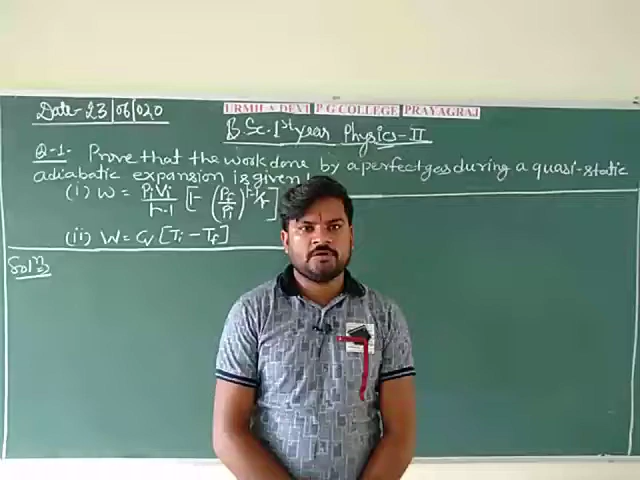 Date- 23/06/020
URMILA DEVI P G COLLEGE PRAYAGRAJ
B.Sc. 1st year Physics-II
Q-1- Prove that the work done by a perfect gas during a quasi-static
adiabatic expansion is given!
(i) W = PiVi/r-1 [1- (Pf/Pi)^1-1/r]
(ii) W = Cv [Ti - Tf]
Soln⇒